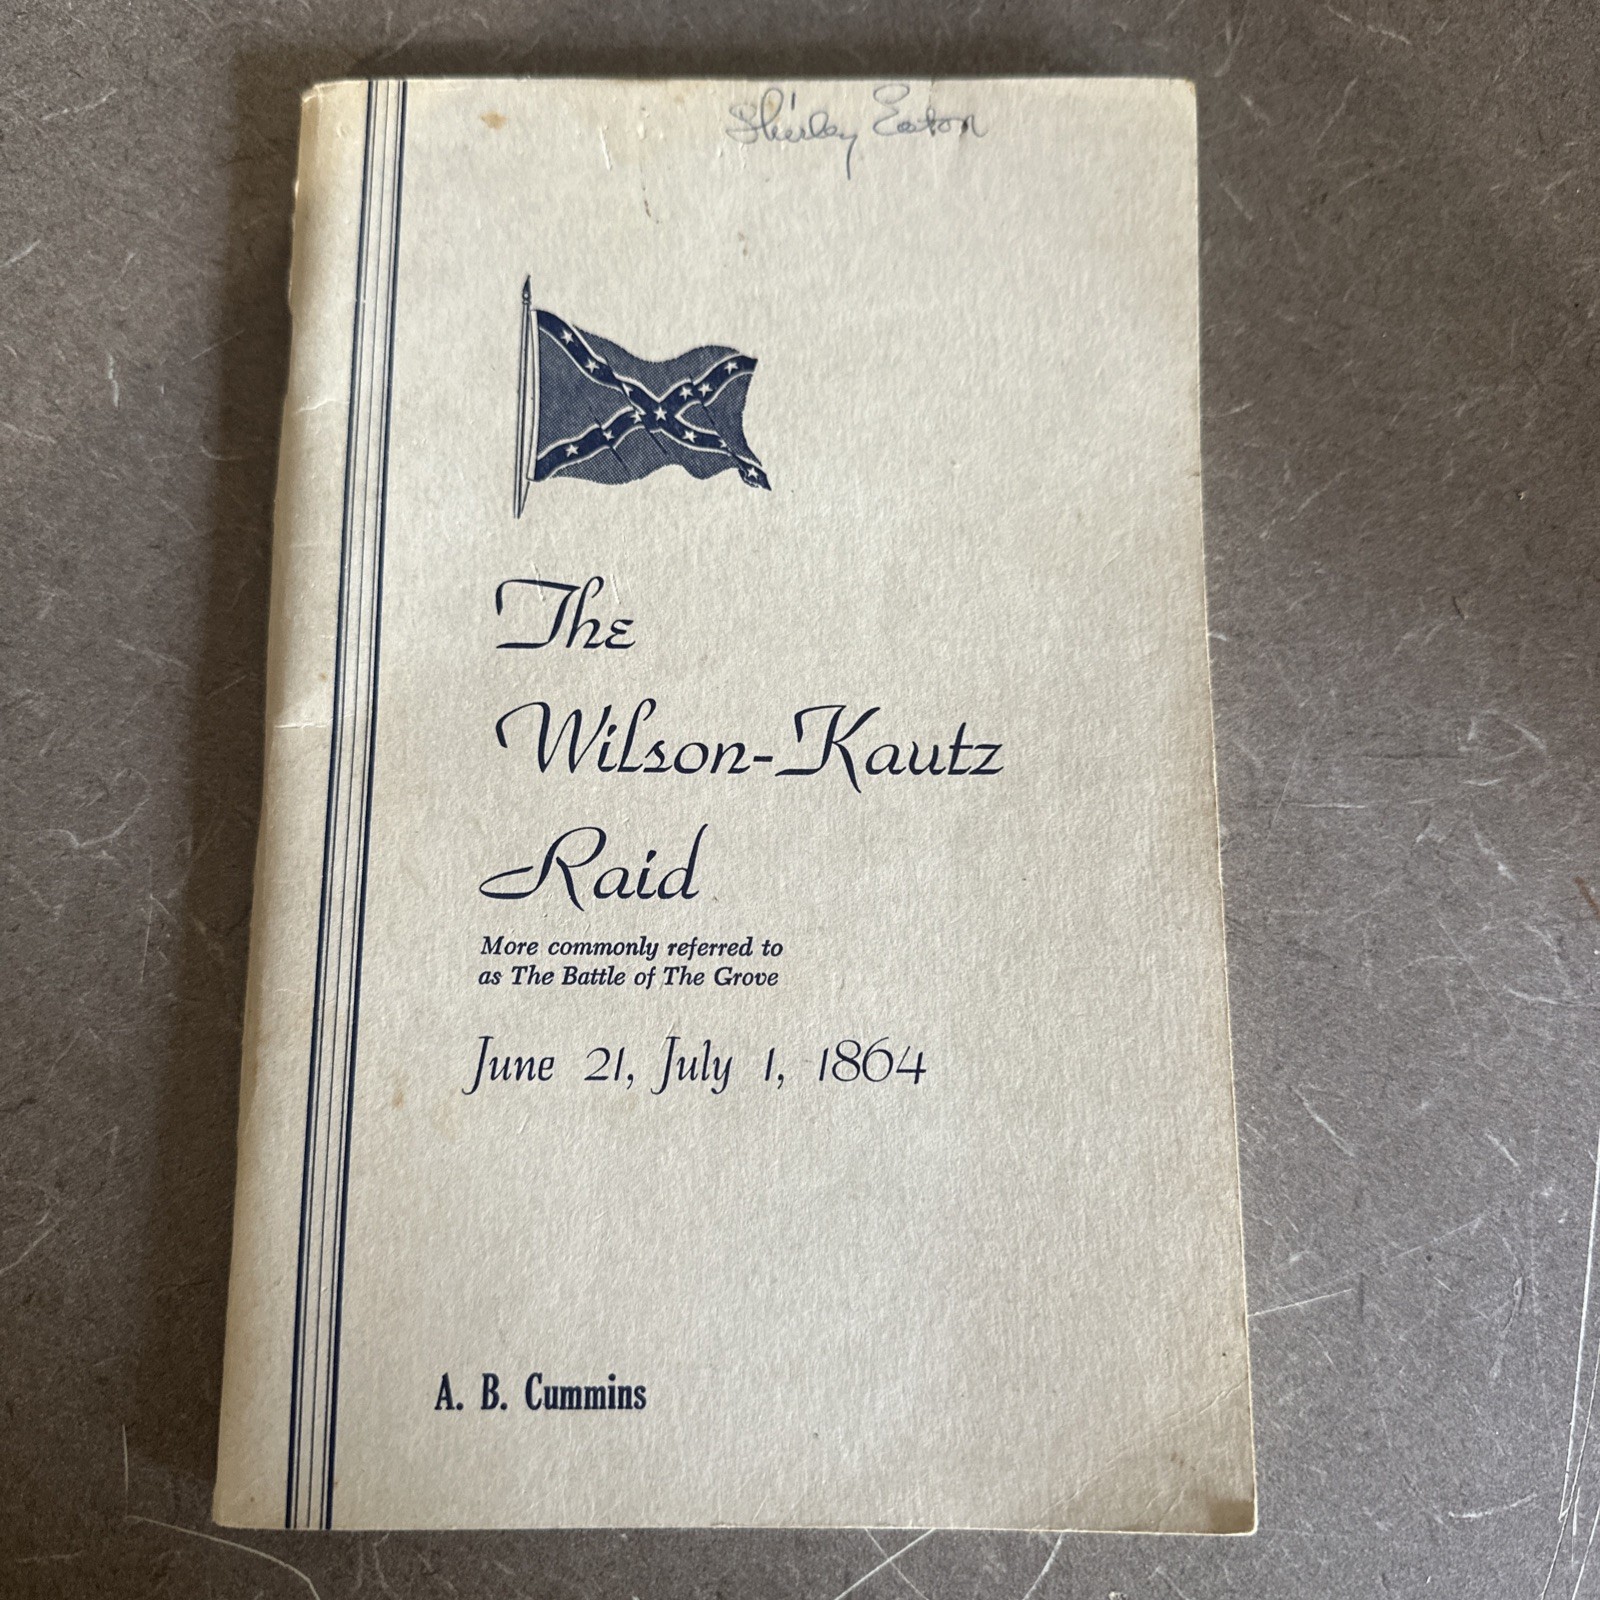 Shirley Eaton
The
Wilson-Kautz
Raid
More commonly referred to
as The Battle of The Grove
June 21, July 1, 1864
A. B. Cummins